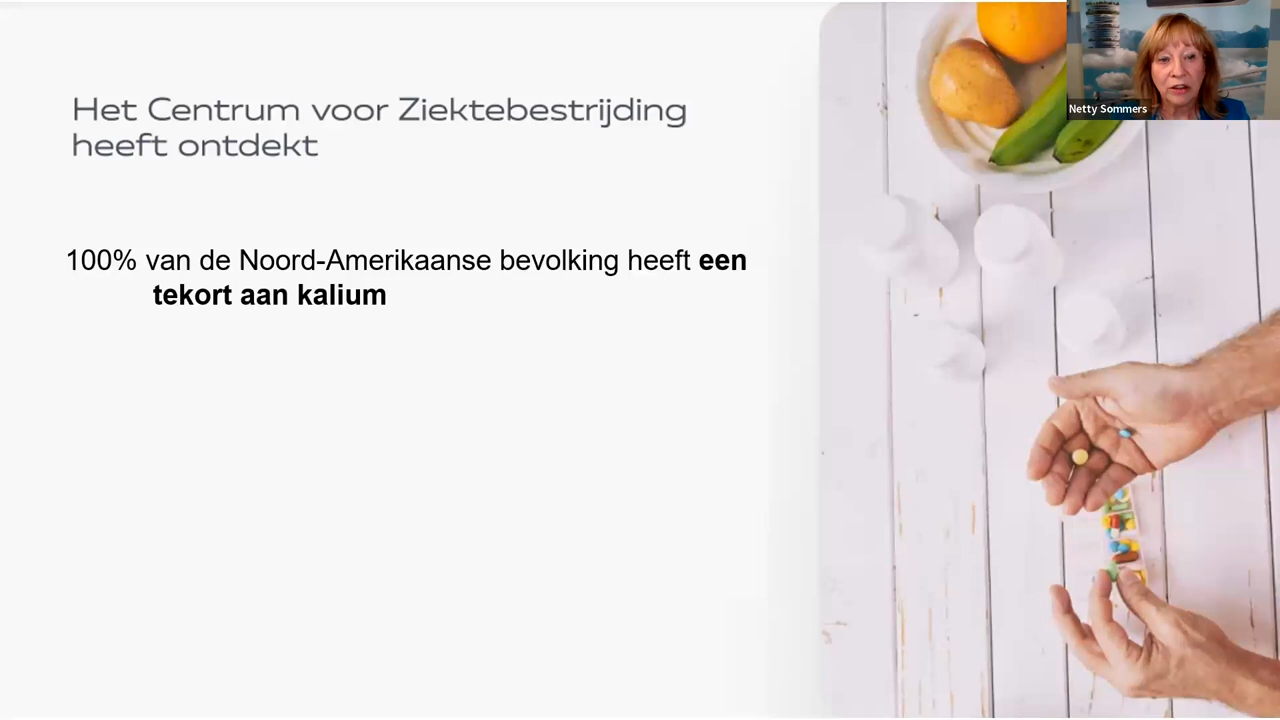 Het Centrum voor Ziektebestrijding
heeft ontdekt
100% van de Noord-Amerikaanse bevolking heeft een
tekort aan kalium
Netty Sommers